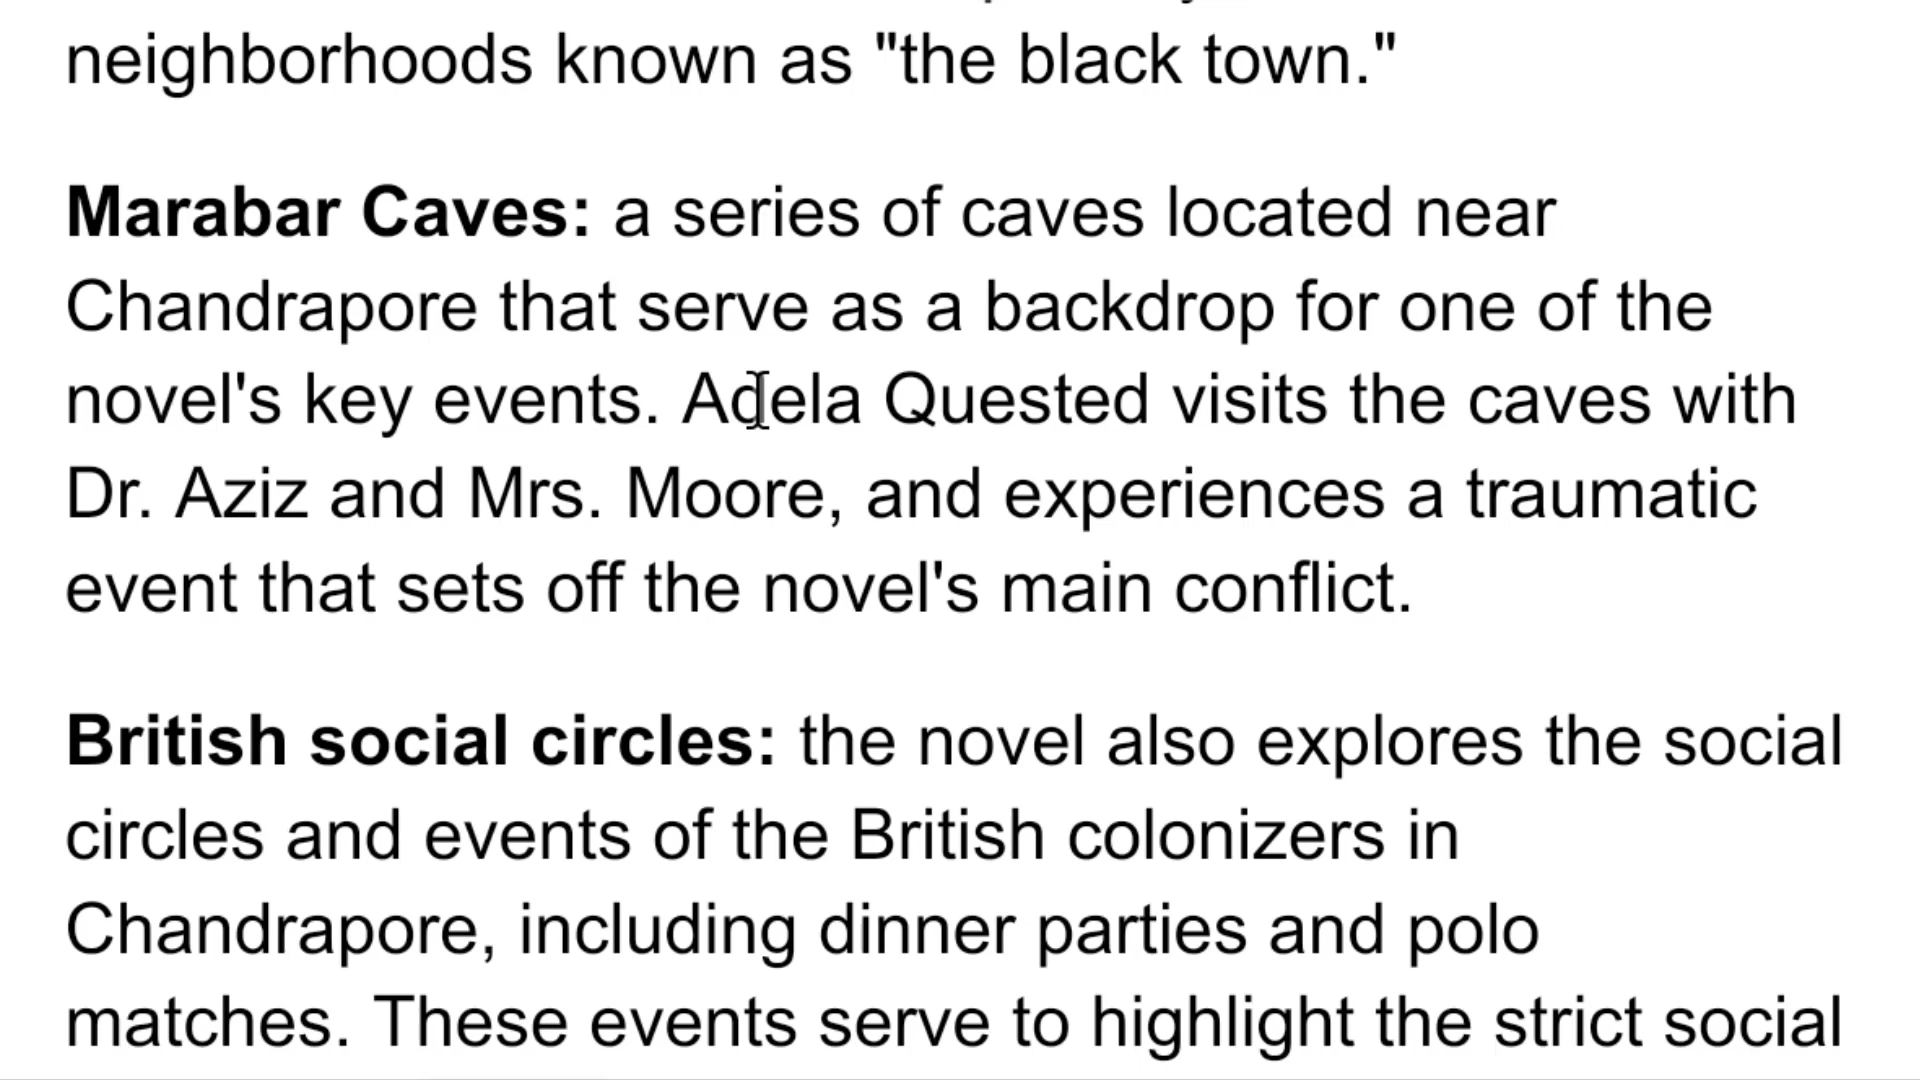 neighborhoods known as "the black town."
Marabar Caves: a series of caves located near
Chandrapore that serve as a backdrop for one of the
novel's key events. Adela Quested visits the caves with
Dr. Aziz and Mrs. Moore, and experiences a traumatic
event that sets off the novel's main conflict.
British social circles: the novel also explores the social
circles and events of the British colonizers in
Chandrapore, including dinner parties and polo
matches. These events serve to highlight the strict social